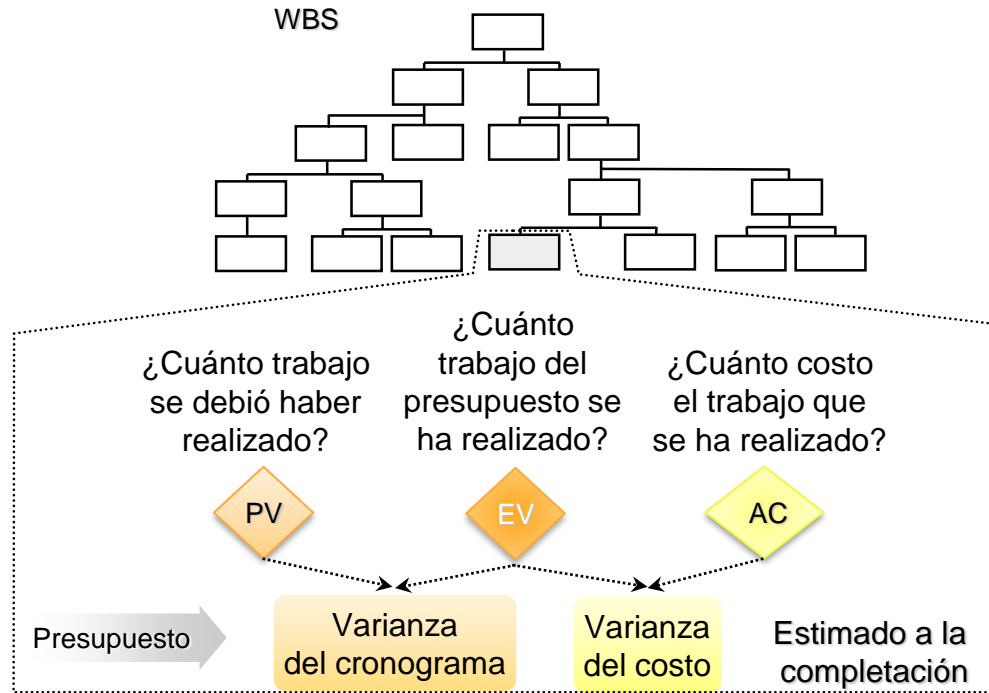 WBS
¿Cuánto trabajo
se debió haber
realizado?
¿Cuánto
trabajo del
presupuesto se
ha realizado?
¿Cuánto costo
el trabajo que
se ha realizado?
PV
EV
AC
Presupuesto
Varianza
del cronograma
Varianza
del costo
Estimado a la
completación